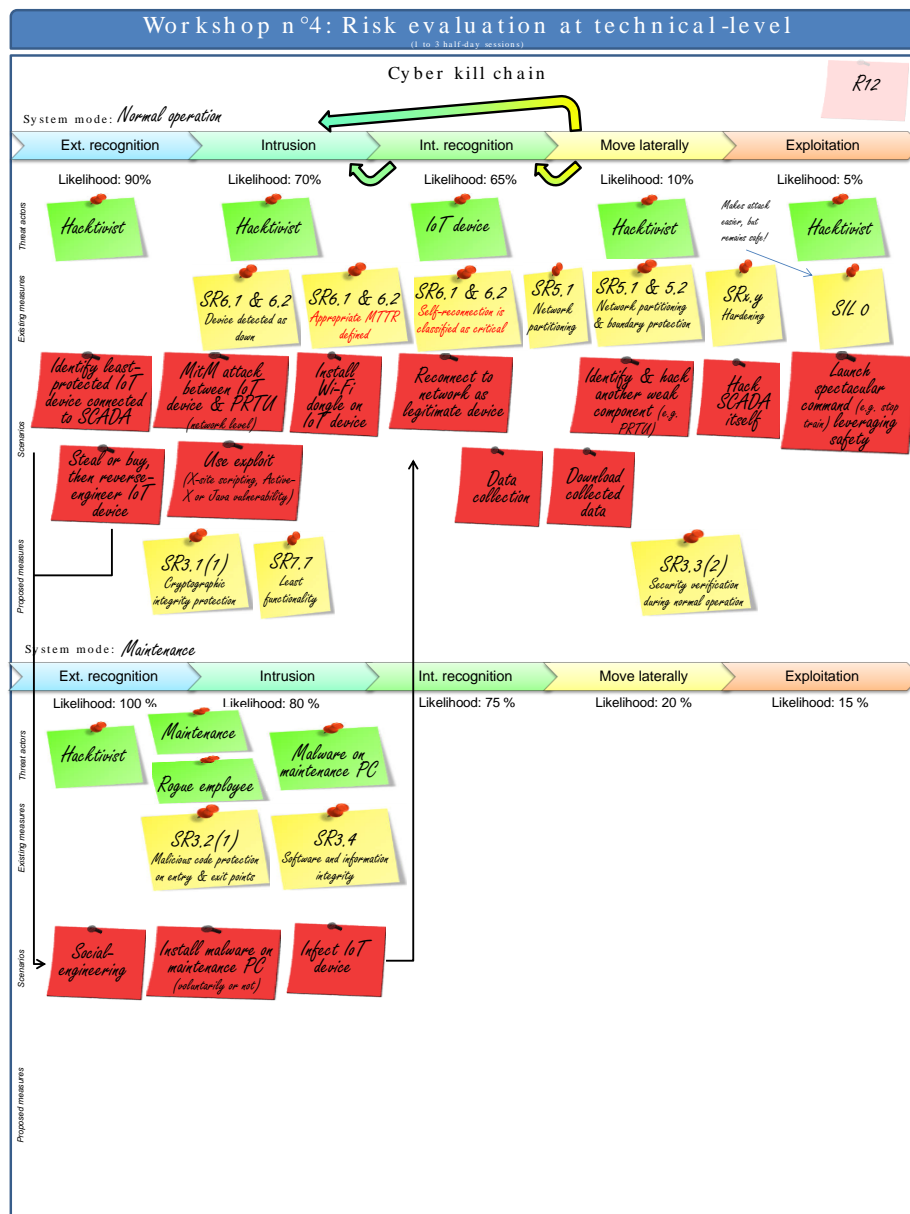 Workshop n°4: Risk evaluation at technical-level
(1 to 3 half-day sessions)
Cyber kill chain
R12
System mode: Normal operation
Ext. recognition
Intrusion
Int. recognition
Move laterally
Exploitation
Likelihood: 90%
Likelihood: 70%
Likelihood: 65%
Likelihood: 10%
Likelihood: 5%
Threat actors
Hacktivist
Hacktivist
IoT device
Hacktivist
Makes attack
easier, but
remains safe!
Hacktivist
Existing measures
SR6.1 & 6.2
Device detected as
down
SR6.1 & 6.2
Appropriate MTTR
defined
SR6.1 & 6.2
Self-reconnection is
classified as critical
SR5.1
Network
partitioning
SR5.1 & 5.2
Network partitioning
& boundary protection
SRx.y
Hardening
SIL 0
Scenarios
Identify least-
protected IoT
device connected
to SCADA
MitM attack
between IoT
device & PRTU
(network level)
Install
Wi-Fi
dongle on
IoT device
Reconnect to
network as
legitimate device
Identify & hack
another weak
component (e.g.
PRTU)
Hack
SCADA
itself
Launch
spectacular
command (e.g. stop
train) leveraging
safety
Steal or buy,
then reverse-
engineer IoT
device
Use exploit
(X-site scripting, Active-
X or Java vulnerability)
Data
collection
Download
collected
data
Proposed measures
SR3.1(1)
Cryptographic
integrity protection
SR7.7
Least
functionality
SR3.3(2)
Security verification
during normal operation
System mode: Maintenance
Ext. recognition
Intrusion
Int. recognition
Move laterally
Exploitation
Likelihood: 100 %
Likelihood: 80 %
Likelihood: 75 %
Likelihood: 20 %
Likelihood: 15 %
Threat actors
Hacktivist
Maintenance
Rogue employee
Malware on
maintenance PC
Existing measures
SR3.2(1)
Malicious code protection
on entry & exit points
SR3.4
Software and information
integrity
Scenarios
Social-
engineering
Install malware on
maintenance PC
(voluntarily or not)
Infect IoT
device
Proposed measures